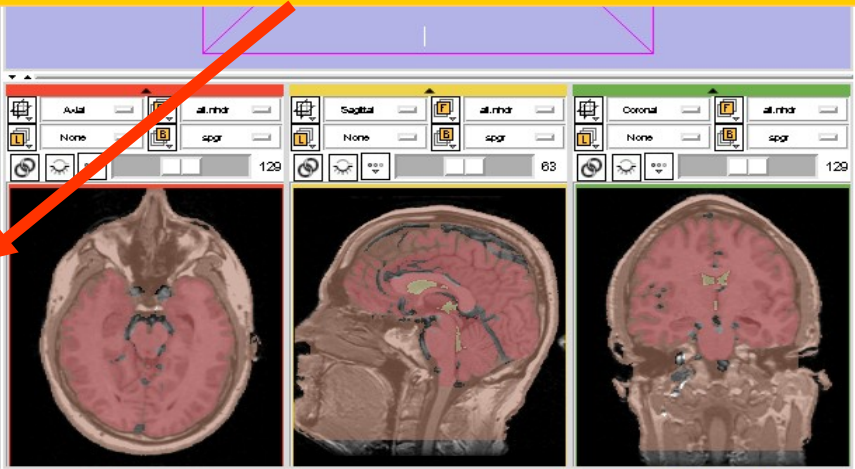 Axial all.nhdr Sagittal F all.nhdr Coronal F all.nhdr
L None B spgr L None B spgr L None B spgr
129 63 129